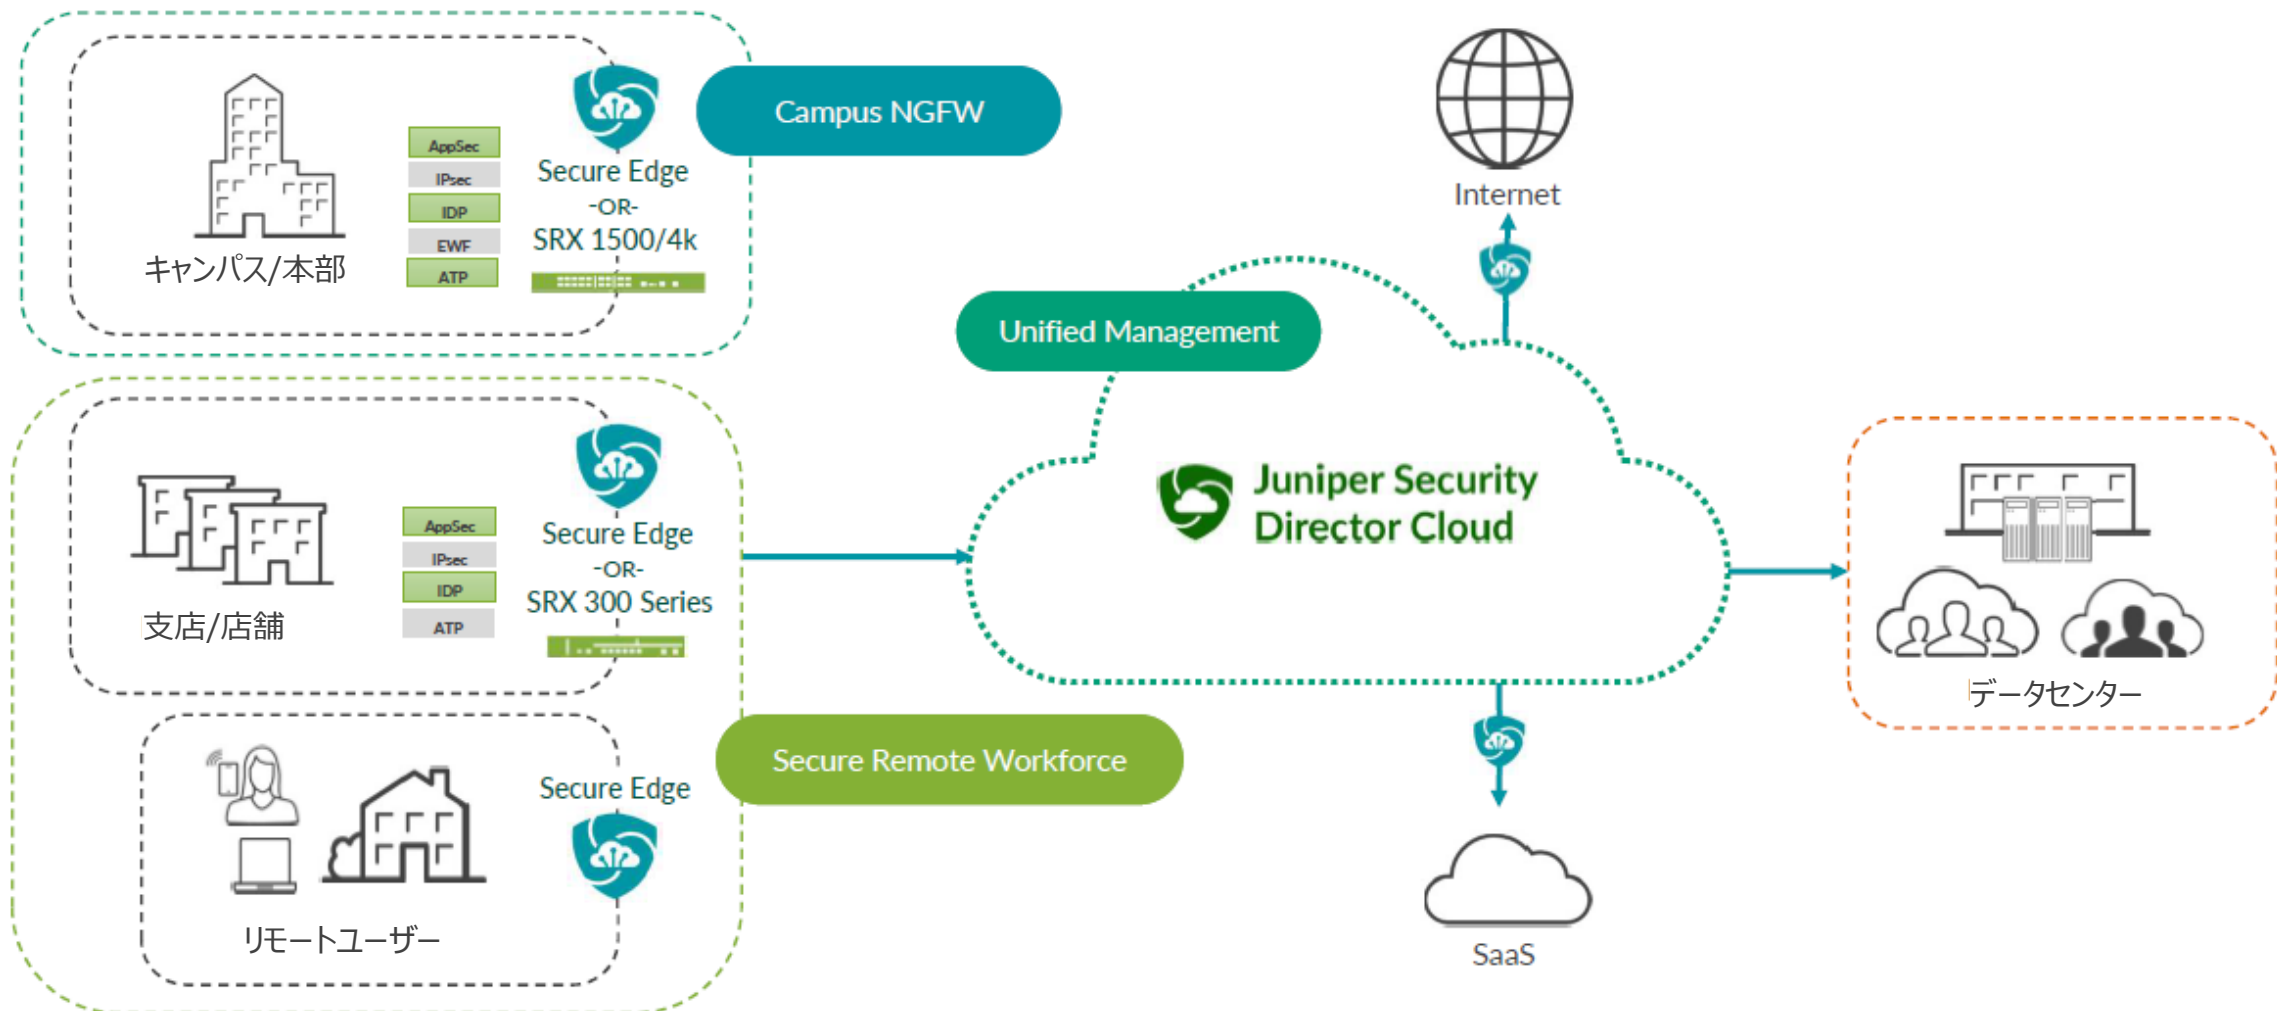 Campus NGFW
AppSec
IPsec
IDP
EWF
ATP
Secure Edge
-OR-
SRX 1500/4k
キャンパス/本部
Internet
Unified Management
Juniper Security
Director Cloud
AppSec
IPsec
IDP
ATP
Secure Edge
-OR-
SRX 300 Series
支店/店舗
データセンター
Secure Remote Workforce
Secure Edge
リモートユーザー
SaaS